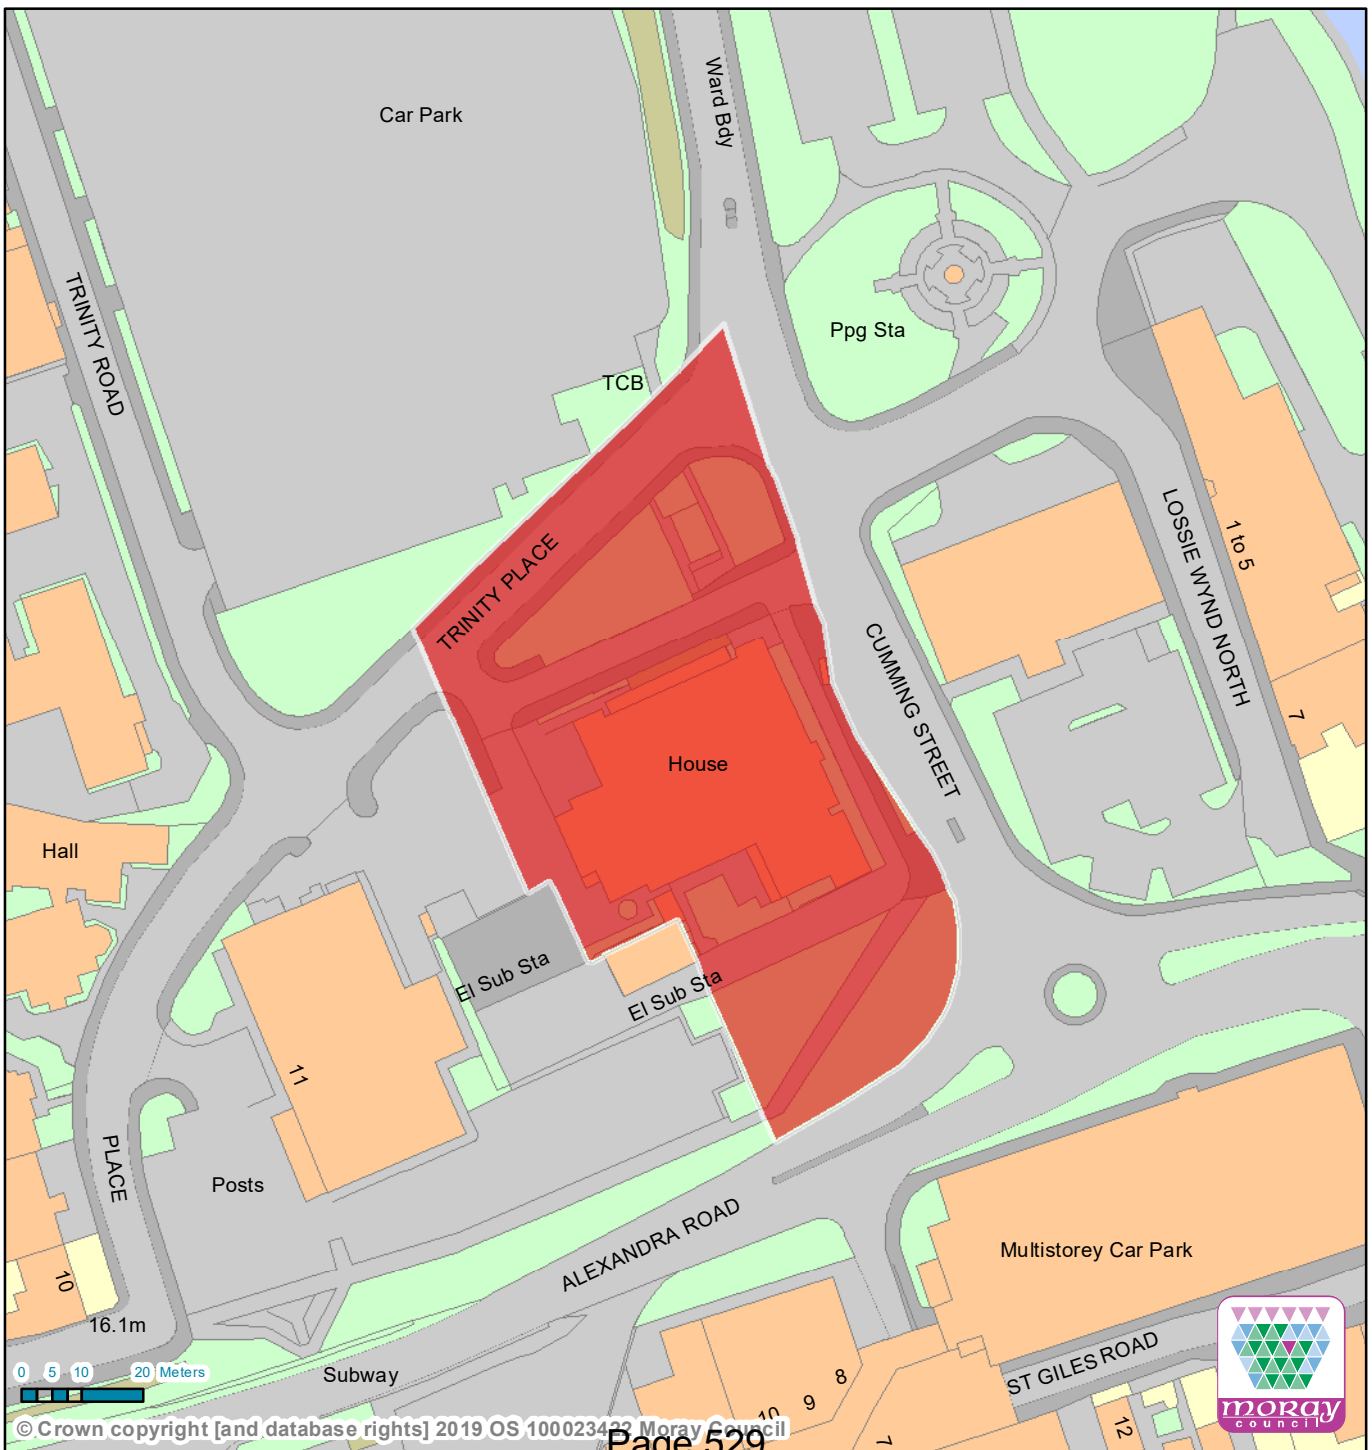 Ward Bdy
Car Park
TRINITY ROAD
Ppg Sta
TCB
TRINITY PLACE
LOSSIE WYND NORTH
1 to 5
CUMMING STREET
7
House
Hall
El Sub Sta
El Sub Sta
11
PLACE
Posts
ALEXANDRA ROAD
Multistorey Car Park
10
16.1m
ST GILES ROAD
Subway
8
9
10
7
12
0 5 10 20 Meters
moray
council
© Crown copyright [and database rights] 2019 OS 100023422 Moray Council
Page 529